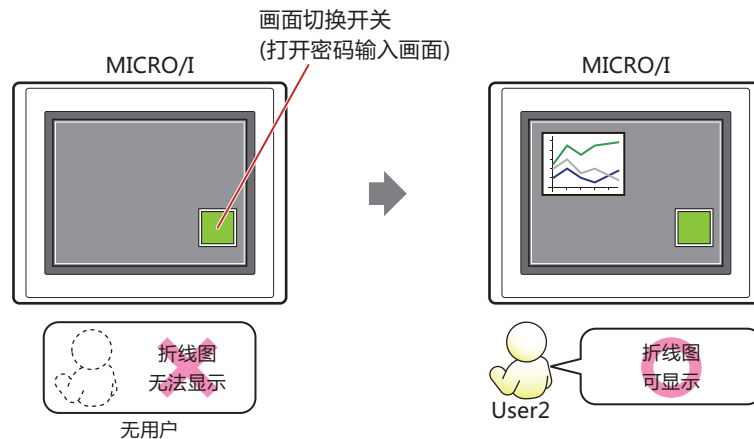 画面切换开关
(打开密码输入画面)
MICRO/I
MICRO/I
折线图
无法显示
无用户
折线图
可显示
User2